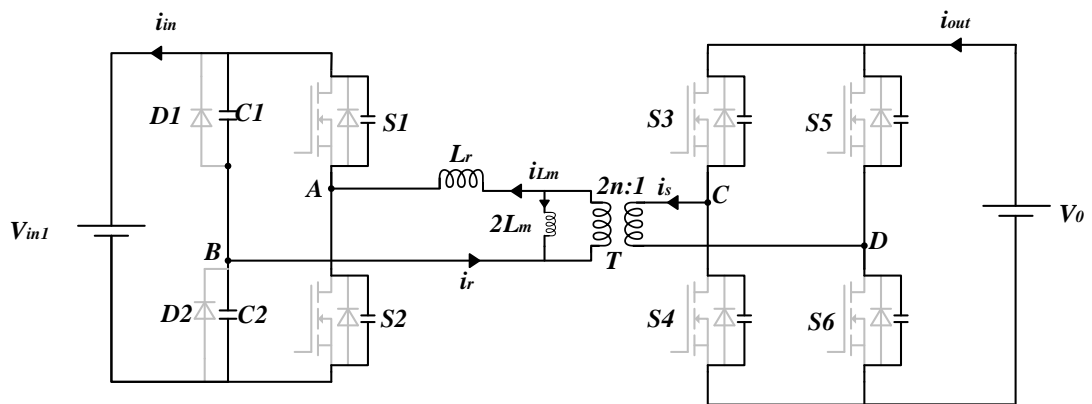 iin
iout
D1
C1
S1
S3
S5
Lr
iLm
2n:1
is
A
C
2Lm
Vin1
V0
B
D
T
ir
D2
C2
S2
S4
S6